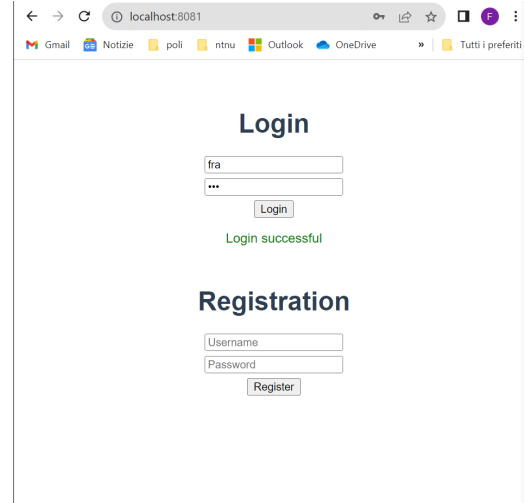 localhost:8081
Gmail Notizie poli ntnu Outlook OneDrive » Tutti i preferiti
Login
fra
•••
Login
Login successful
Registration
Username
Password
Register